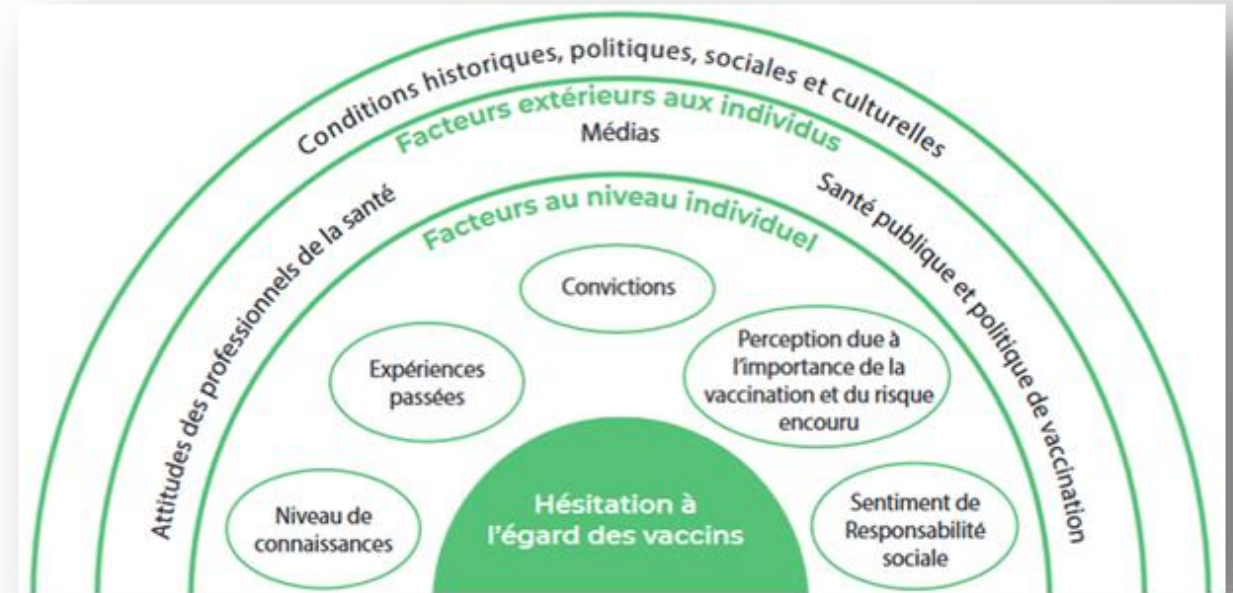 Conditions historiques, politiques, sociales et culturelles
Facteurs extérieurs aux individus
Médias
Attitudes des professionnels de la santé
Santé publique et politique de vaccination
Facteurs au niveau individuel
Convictions
Expériences
passées
Perception due à
l'importance de la
vaccination et du risque
encouru
Niveau de
connaissances
Sentiment de
Responsabilité
sociale
Hésitation à
l'égard des vaccins